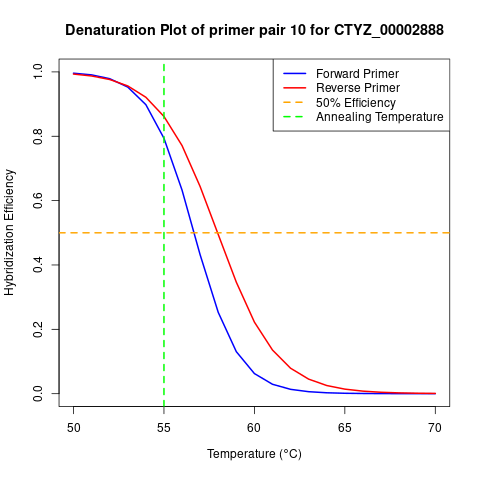 Denaturation Plot of primer pair 10 for CTYZ_00002888
Forward Primer
Reverse Primer
50% Efficiency
Annealing Temperature
Hybridization Efficiency
1.0
0.8
0.6
0.4
0.2
0.0
50 55 60 65 70
Temperature (°C)